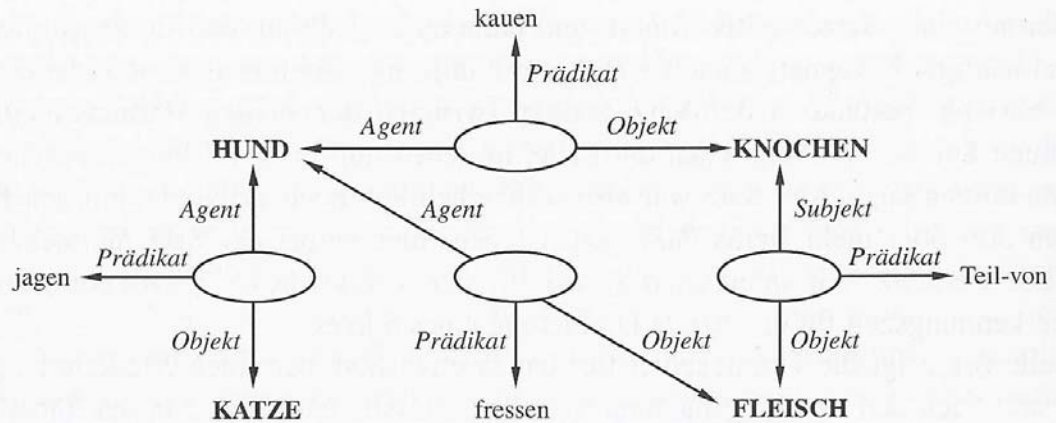 kauen
Prädikat
Agent Objekt
HUND KNOCHEN
Agent Agent Subjekt
Prädikat Prädikat
jagen Teil-von
Objekt Prädikat Objekt Objekt
KATZE fressen FLEISCH